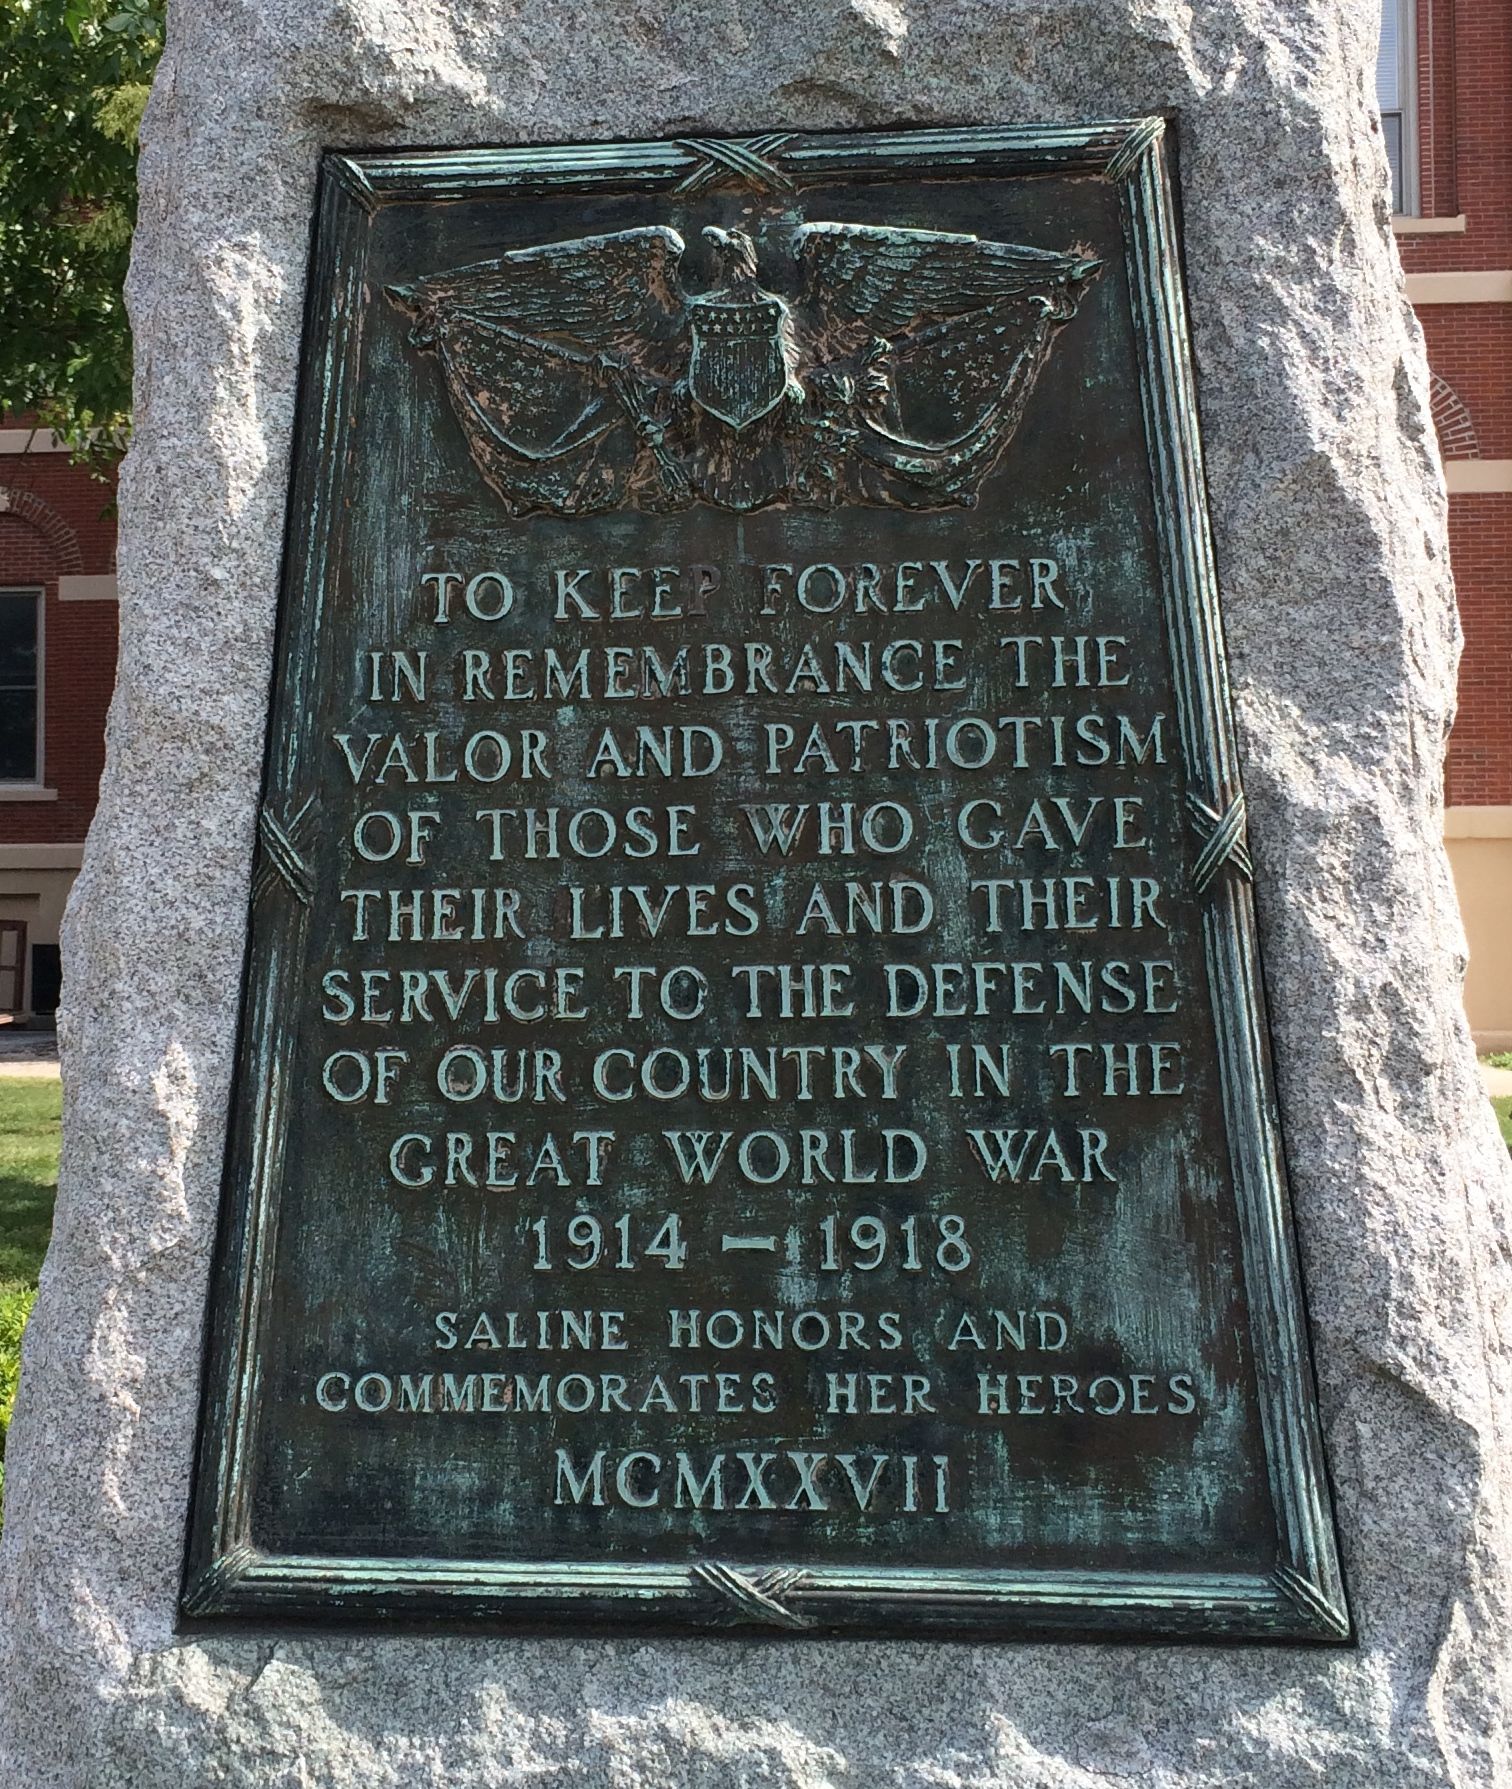 TO KEEP FOREVER
IN REMEMBRANCE THE
VALOR AND PATRIOTISM
OF THOSE WHO GAVE
THEIR LIVES AND THEIR
SERVICE TO THE DEFENSE
OF OUR COUNTRY IN THE
GREAT WORLD WAR
1914 - 1918
SALINE HONORS AND
COMMEMORATES HER HEROES
MCMXXVII